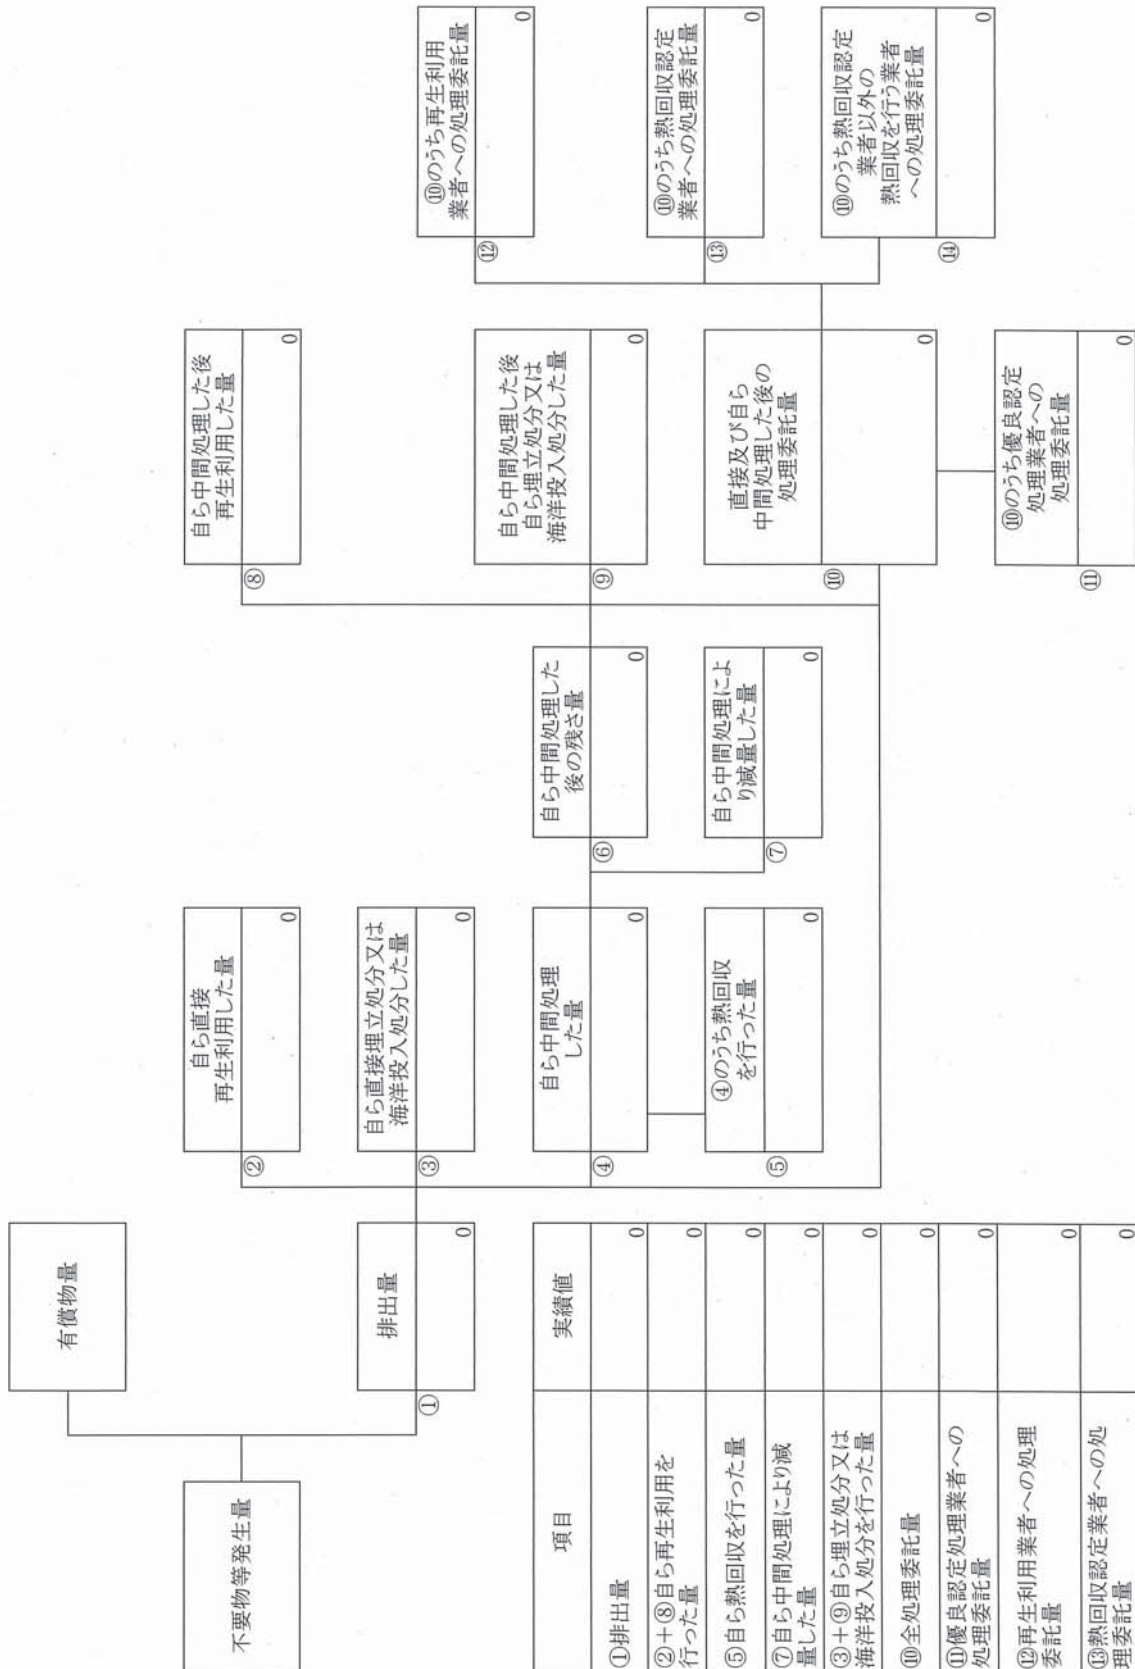 不要物等発生量
有償物量
①
排出量
0
②
自ら直接
再生利用した量
0
③
自ら直接埋立処分又は
海洋投入処分した量
0
④
自ら中間処理
した量
0
⑤
④のうち熱回収
を行った量
0
⑥
自ら中間処理した
後の残さ量
0
⑦
自ら中間処理によ
り減量した量
0
⑧
自ら中間処理した後
再生利用した量
0
⑨
自ら中間処理した後
自ら埋立処分又は
海洋投入処分した量
0
⑩
直接及び自ら
中間処理した後の
処理委託量
0
⑪
⑩のうち優良認定
処理業者への
処理委託量
0
⑫
⑩のうち再生利用
業者への処理委託量
0
⑬
⑩のうち熱回収認定
業者への処理委託量
0
⑭
⑩のうち熱回収認定
業者以外の
熱回収を行う業者
への処理委託量
0
項目 実績値
①排出量 0
②+⑧自ら再生利用を
行った量 0
⑤自ら熱回収を行った量 0
⑦自ら中間処理により減
量した量 0
③+⑨自ら埋立処分又は
海洋投入処分を行った量 0
⑩全処理委託量 0
⑪優良認定処理業者への
処理委託量 0
⑫再生利用業者への処理
委託量 0
⑬熱回収認定業者への処
理委託量 0